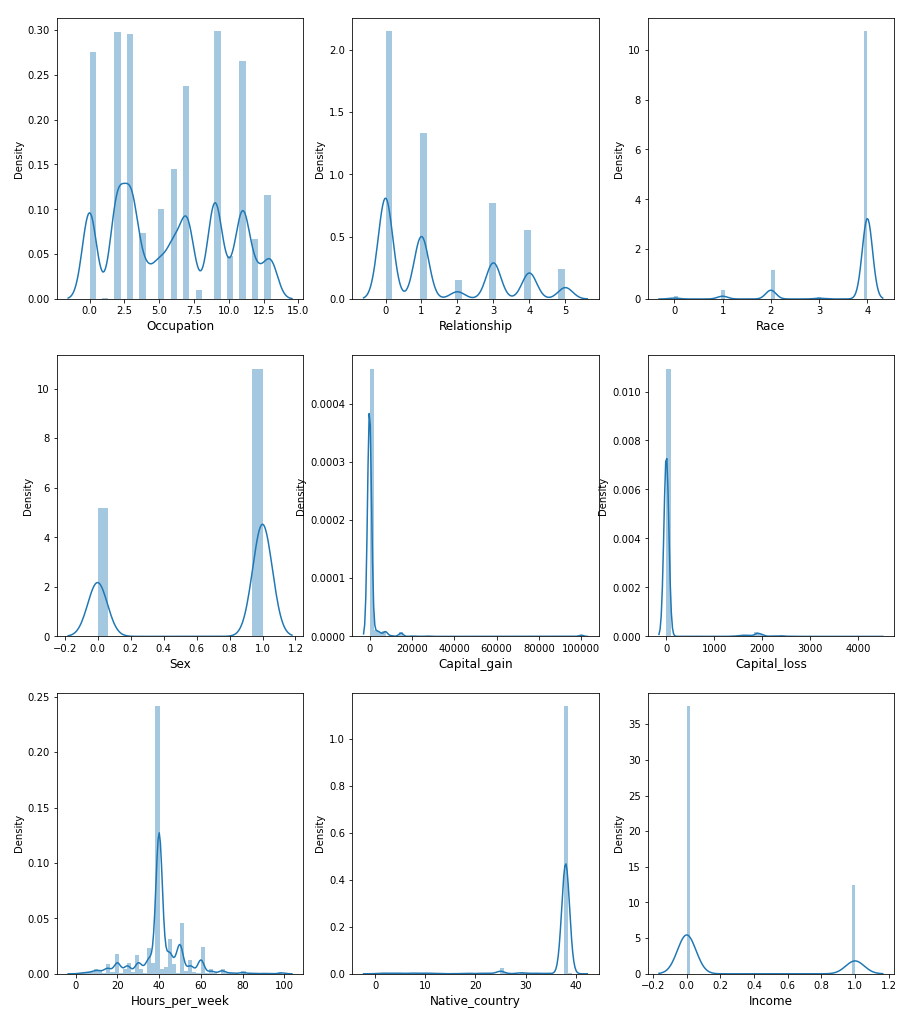 0.30
0.25
0.20
0.15
0.10
0.05
0.00
Density
0.0 2.5 5.0 7.5 10.0 12.5 15.0
Occupation
2.0
1.5
1.0
0.5
0.0
Density
0 1 2 3 4 5
Relationship
10
8
6
4
2
0
Density
0 1 2 3 4
Race
10
8
6
4
2
0
Density
−0.2 0.0 0.2 0.4 0.6 0.8 1.0 1.2
Sex
0.0004
0.0003
0.0002
0.0001
0.0000
Density
0 20000 40000 60000 80000 100000
Capital_gain
0.010
0.008
0.006
0.004
0.002
0.000
Density
0 1000 2000 3000 4000
Capital_loss
0.25
0.20
0.15
0.10
0.05
0.00
Density
0 20 40 60 80 100
Hours_per_week
1.0
0.8
0.6
0.4
0.2
0.0
Density
0 10 20 30 40
Native_country
35
30
25
20
15
10
5
0
Density
−0.2 0.0 0.2 0.4 0.6 0.8 1.0 1.2
Income